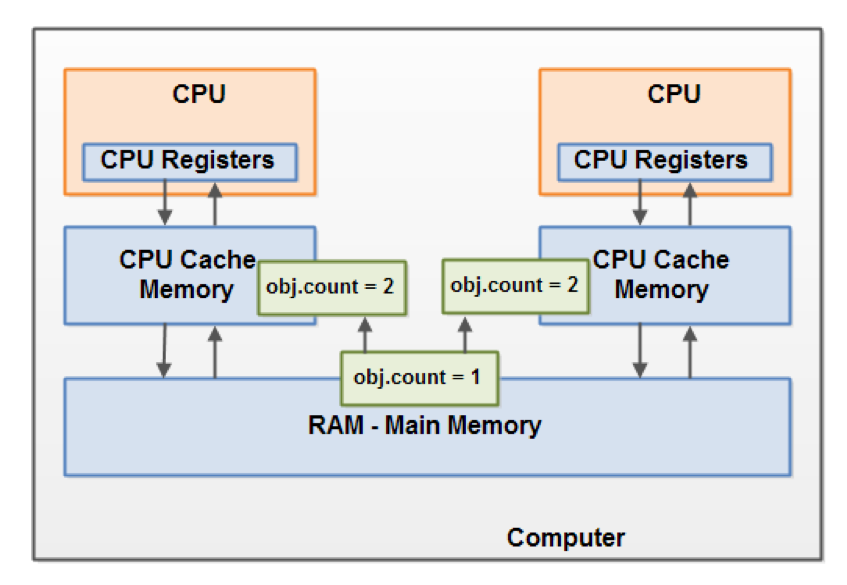 CPU
CPU
CPU Registers
CPU Registers
CPU Cache
Memory
obj.count = 2
obj.count = 2
CPU Cache
Memory
obj.count = 1
RAM - Main Memory
Computer